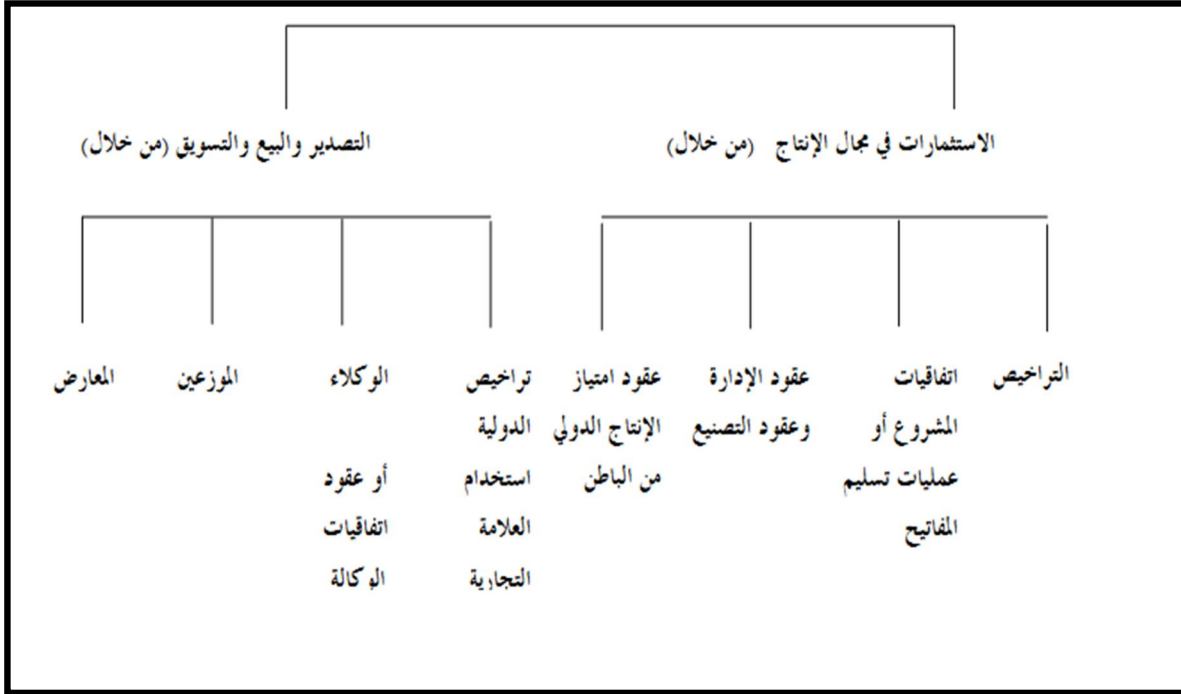 الاستثمارات في مجال الإنتاج (من خلال)
التصدير والبيع والتسويق (من خلال)
التراخيص
اتفاقيات
المشروع أو
عمليات تسليم
المفاتيح
عقود الإدارة
وعقود التصنيع
عقود امتياز
الإنتاج الدولي
من الباطن
تراخيص
الدولية
استخدام
العلامة
التجارية
الوكلاء
أو عقود
اتفاقيات
الوكالة
الموزعين
المعارض